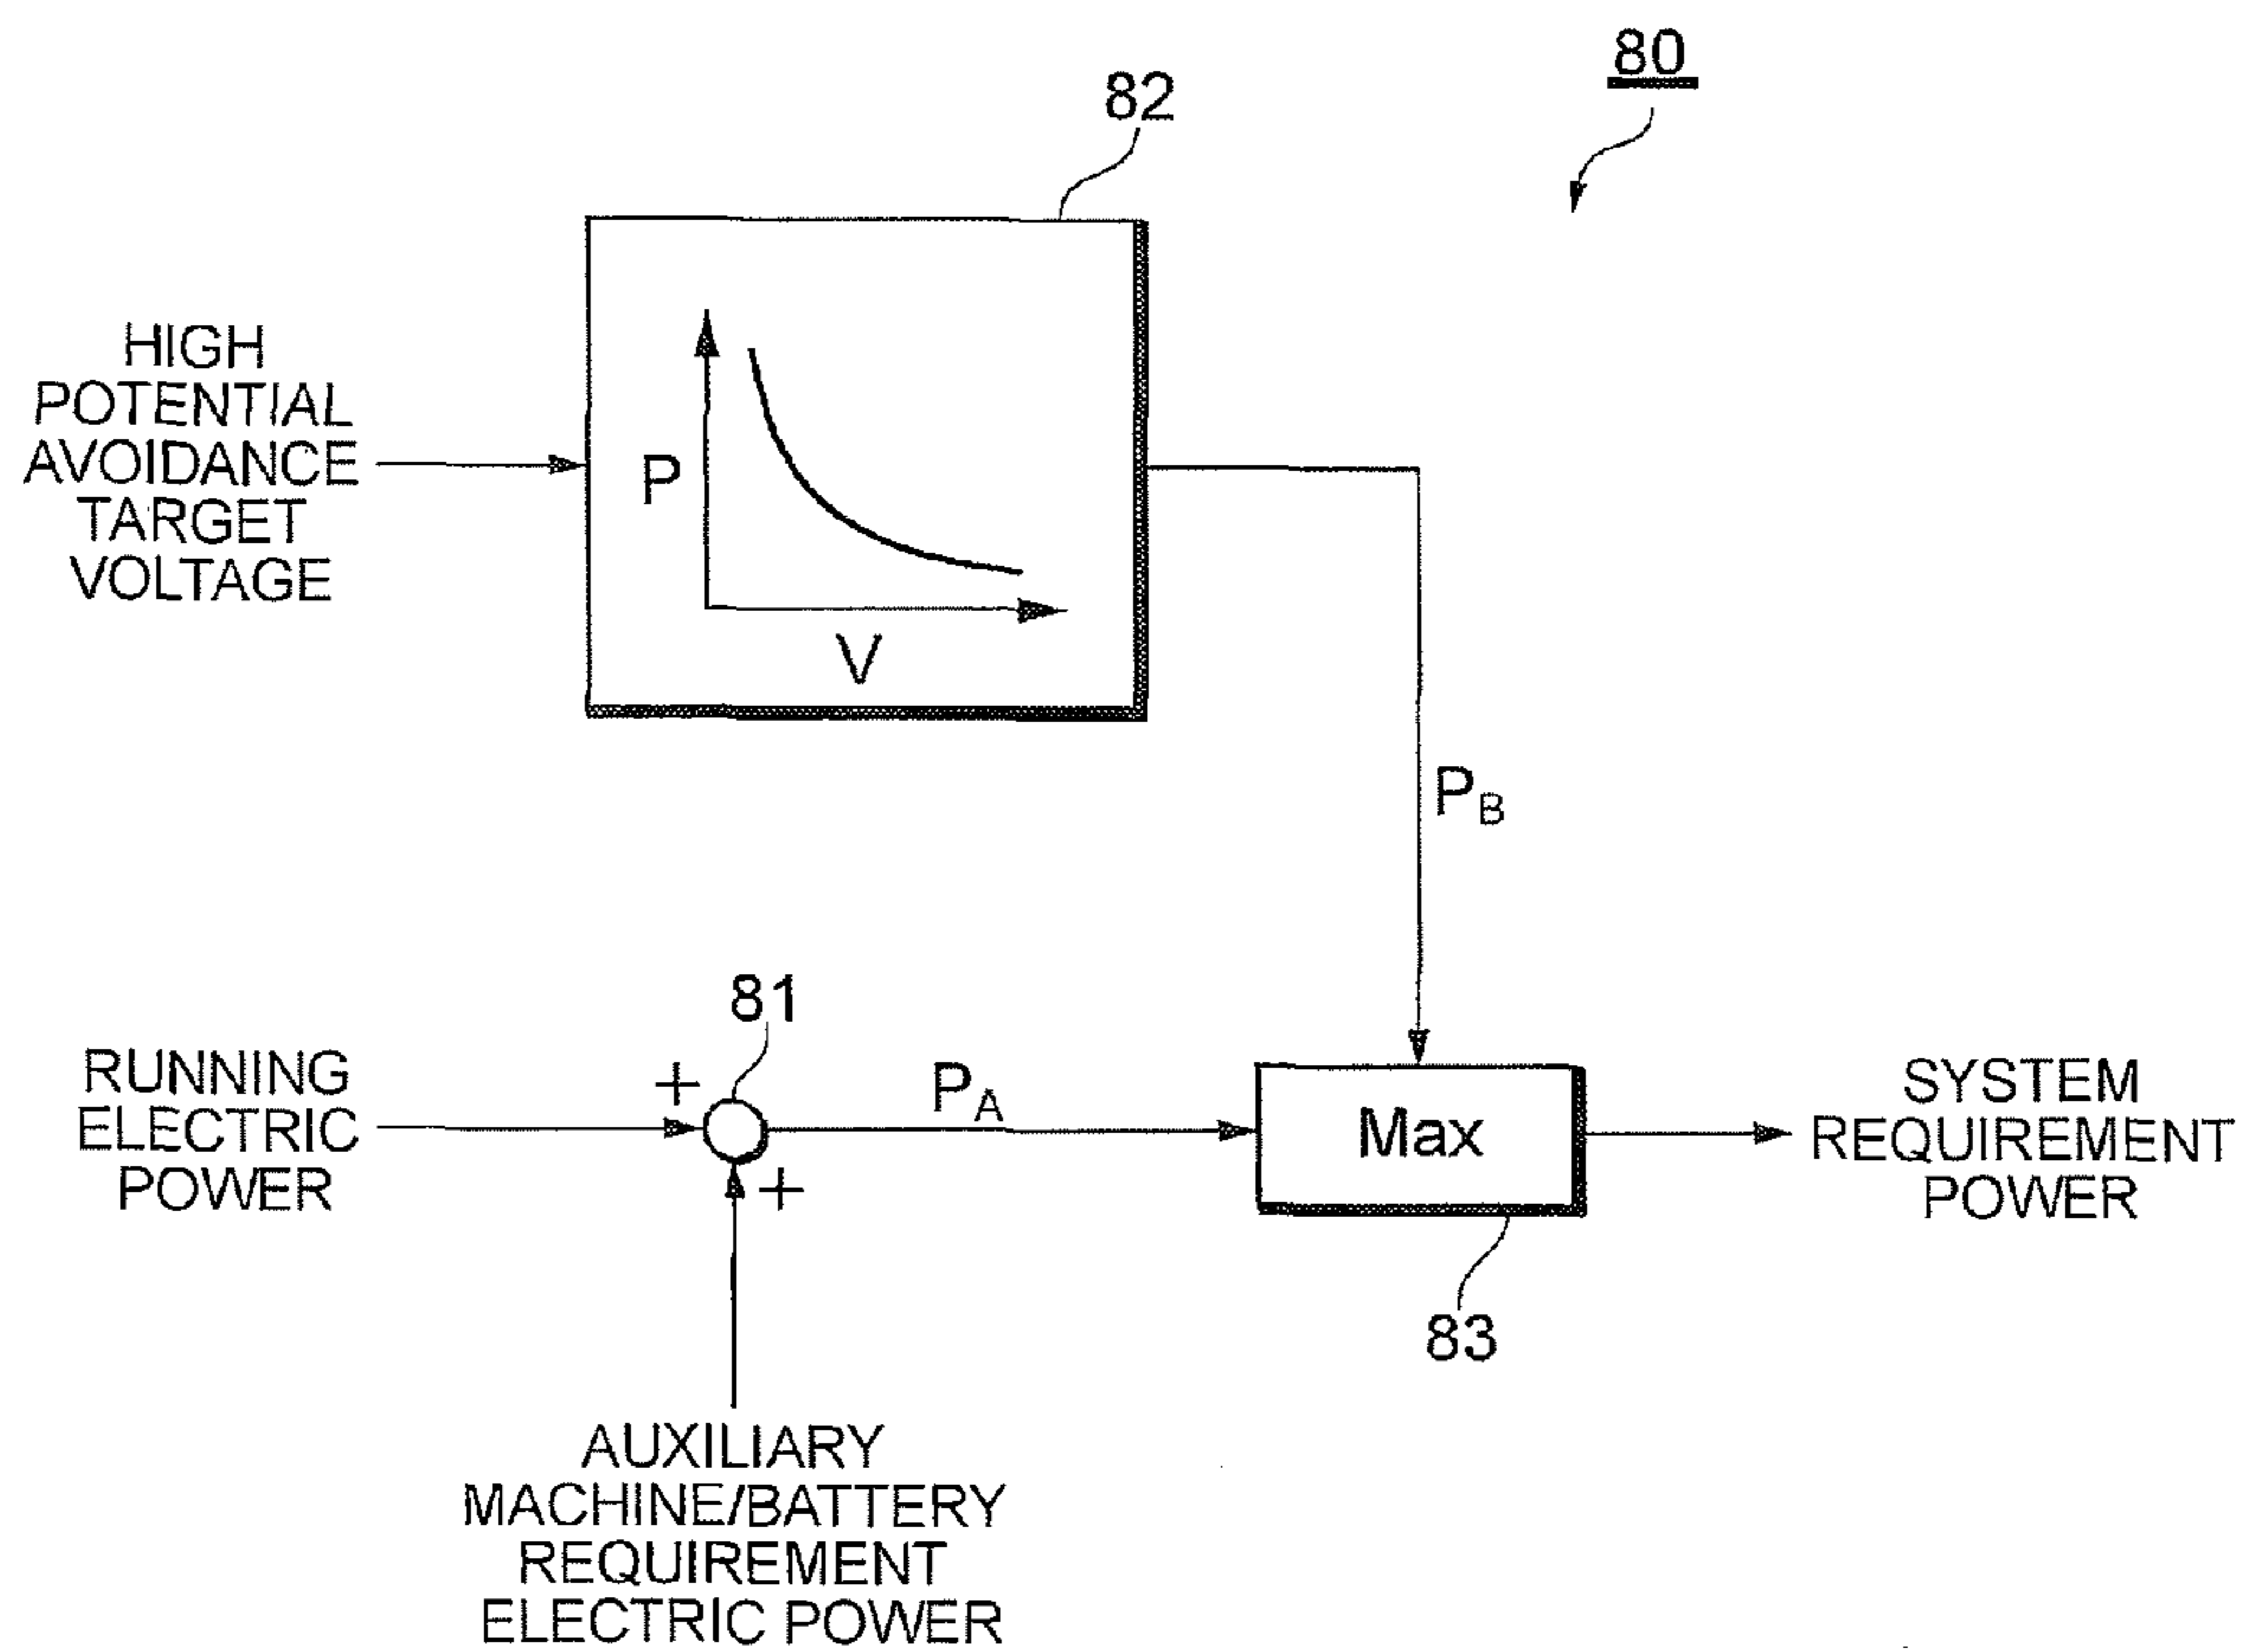 80
82
HIGH
POTENTIAL
AVOIDANCE
TARGET
VOLTAGE
P
V
PB
81
RUNNING
ELECTRIC
POWER
+
+
PA
Max
SYSTEM
REQUIREMENT
POWER
83
AUXILIARY
MACHINE/BATTERY
REQUIREMENT
ELECTRIC POWER